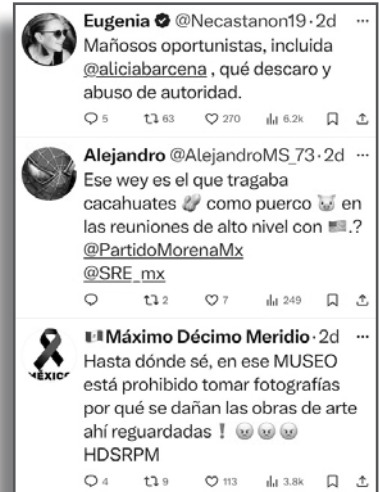 Eugenia @Necastanon19·2d ...
Mañosos oportunistas, incluida
@aliciabarcena , qué descaro y
abuso de autoridad.
5 63 270 6.2k
Alejandro @AlejandroMS_73·2d ...
Ese wey es el que tragaba
cacahuates 🥜 como puerco 🐷 en
las reuniones de alto nivel con 🇺🇸.?
@PartidoMorenaMx
@SRE_mx
2 7 249
MÉXICO
🇲🇽Máximo Décimo Meridio·2d ...
Hasta dónde sé, en ese MUSEO
está prohibido tomar fotografías
por qué se dañan las obras de arte
ahí reguardadas ! 😡😡😡
HDSRPM
4 9 113 3.8k